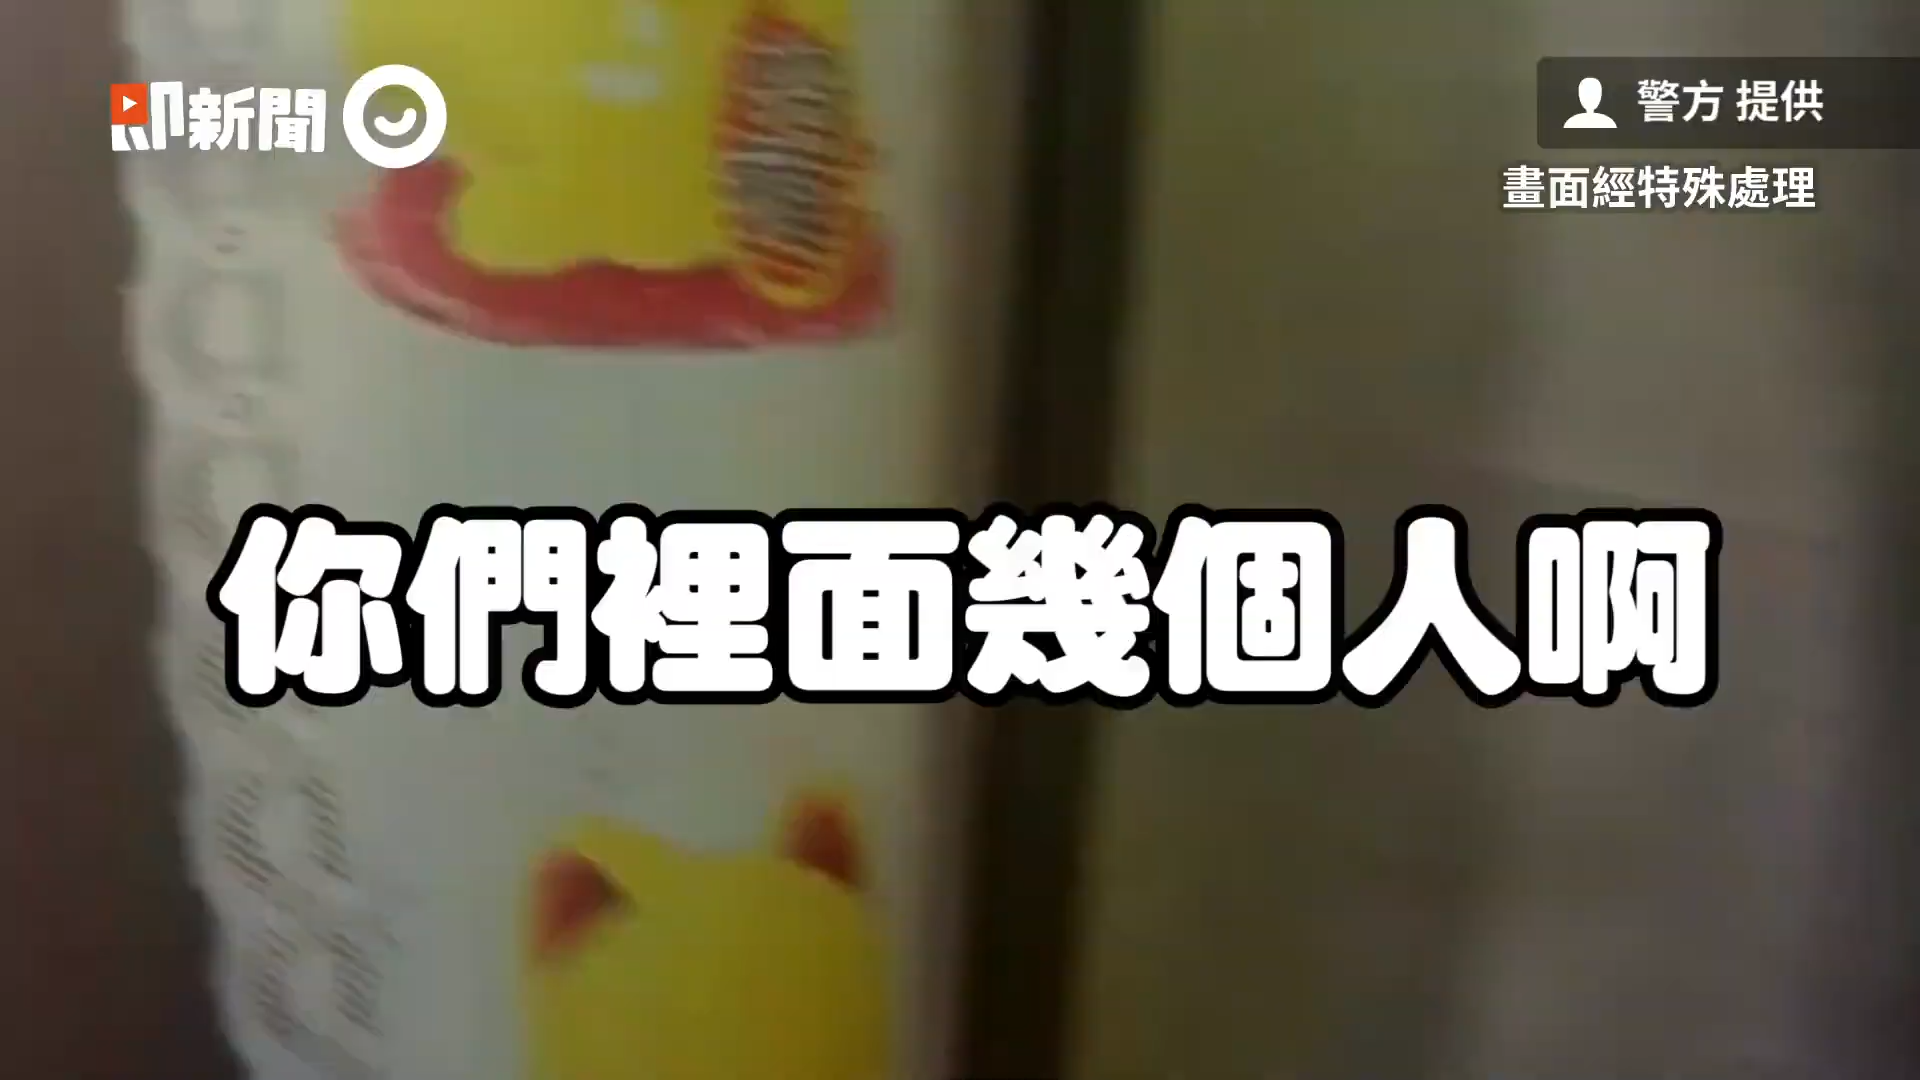 即新聞
警方 提供
畫面經特殊處理
你們裡面幾個人啊